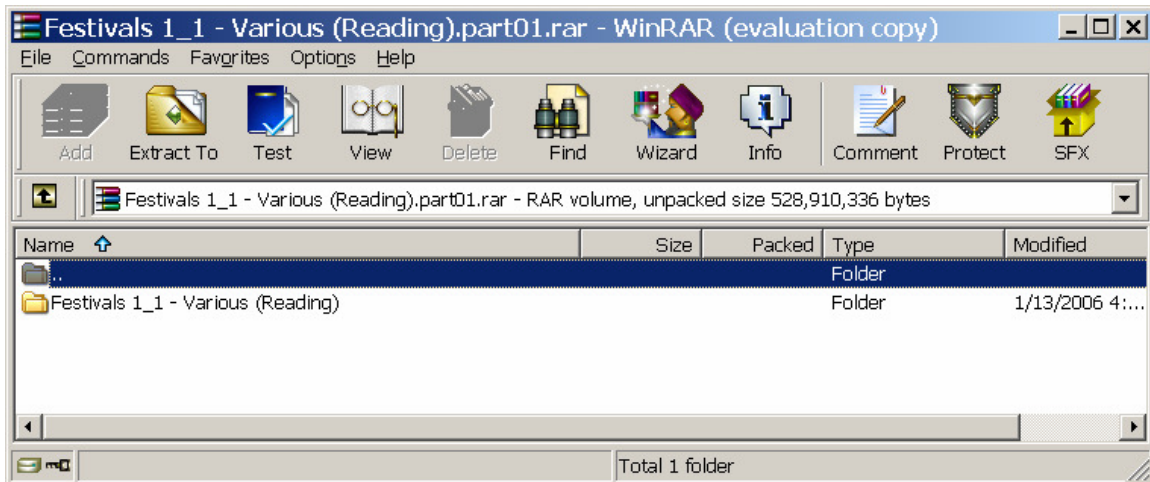 Festivals 1_1 - Various (Reading).part01.rar - WinRAR (evaluation copy)
File Commands Favorites Options Help
Add Extract To Test View Delete Find Wizard Info Comment Protect SFX
Festivals 1_1 - Various (Reading).part01.rar - RAR volume, unpacked size 528,910,336 bytes
Name Size Packed Type Modified
.. Folder
Festivals 1_1 - Various (Reading) Folder 1/13/2006 4:...
Total 1 folder